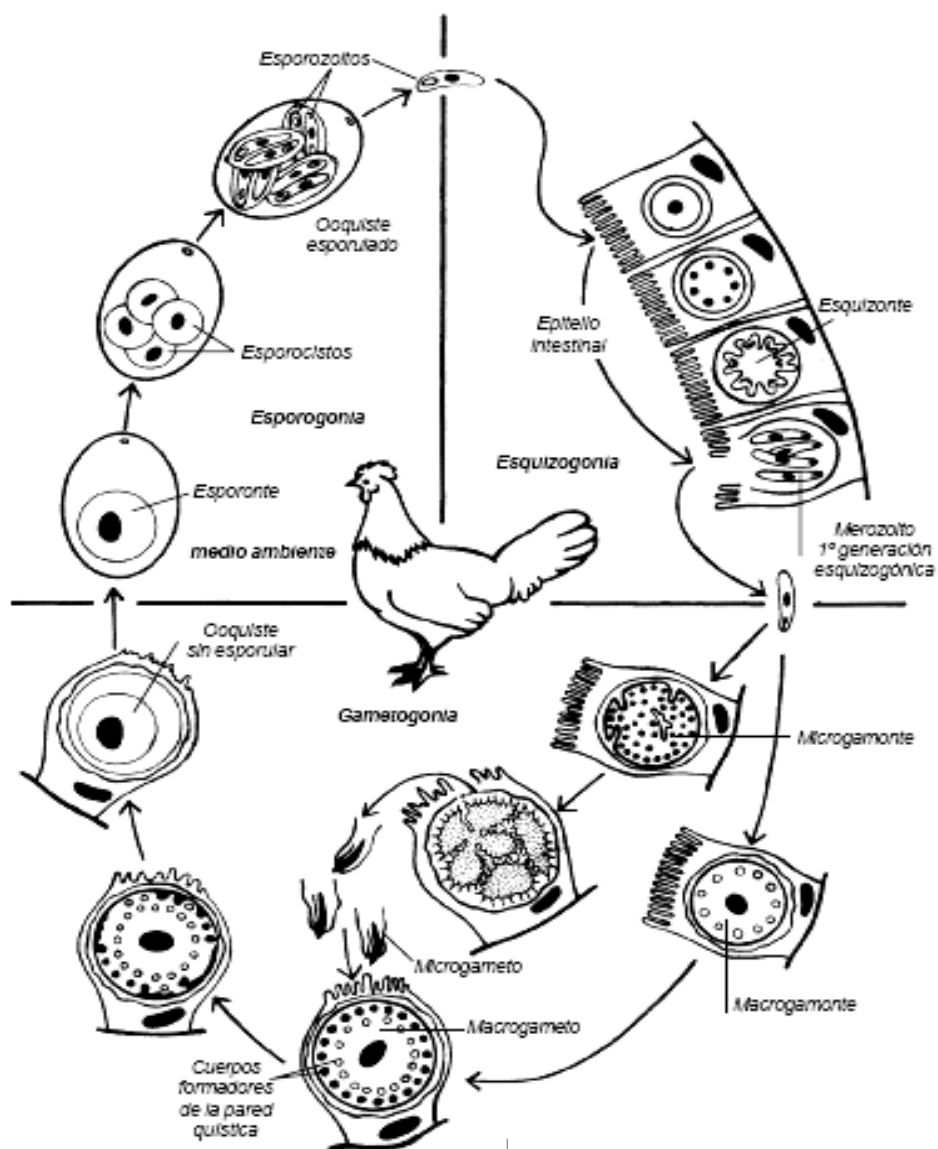 Esporozoitos
Ooquiste
esporulado
Esquizonte
Epitelio
intestinal
Esporocistos
Esporogonia
Esquizogonia
Esporonte
medio ambiente
Merozoito
1ª generación
esquizogónica
Ooquiste
sin esporular
Gametogonia
Microgamonte
Microgameto
Macrogamonte
Macrogameto
Cuerpos
formadores
de la pared
quística